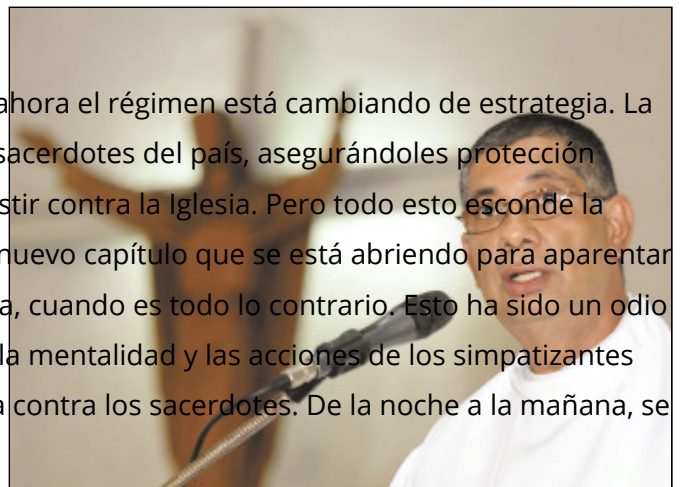 ahora el régimen está cambiando de estrategia. La
sacerdotes del país, asegurándoles protección
stir contra la Iglesia. Pero todo esto esconde la
nuevo capítulo que se está abriendo para aparentar
a, cuando es todo lo contrario. Esto ha sido un odio
la mentalidad y las acciones de los simpatizantes
a contra los sacerdotes. De la noche a la mañana, se